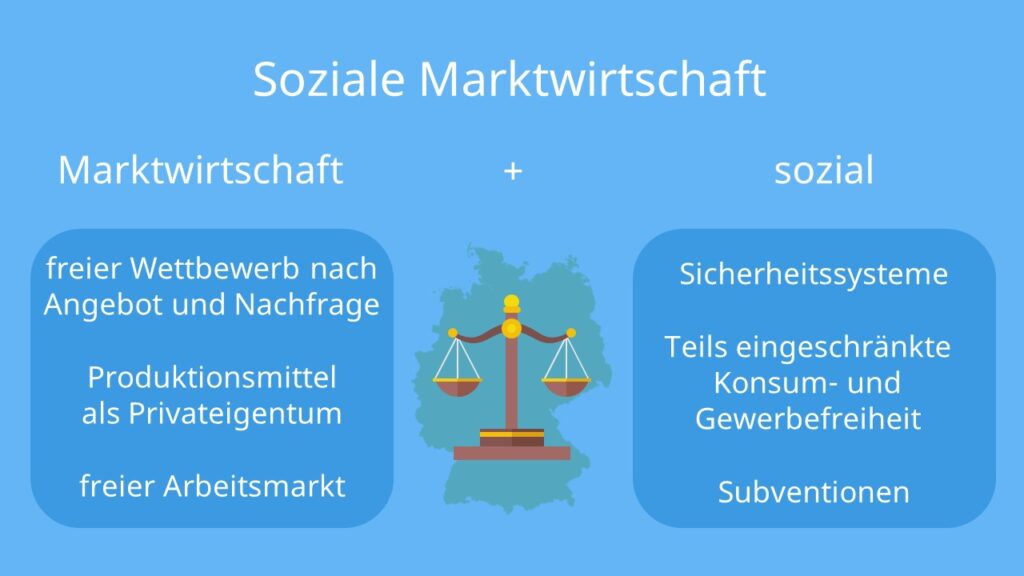 Soziale Marktwirtschaft
Marktwirtschaft + sozial
freier Wettbewerb nach
Angebot und Nachfrage
Produktionsmittel
als Privateigentum
freier Arbeitsmarkt
Sicherheitssysteme
Teils eingeschränkte
Konsum- und
Gewerbefreiheit
Subventionen